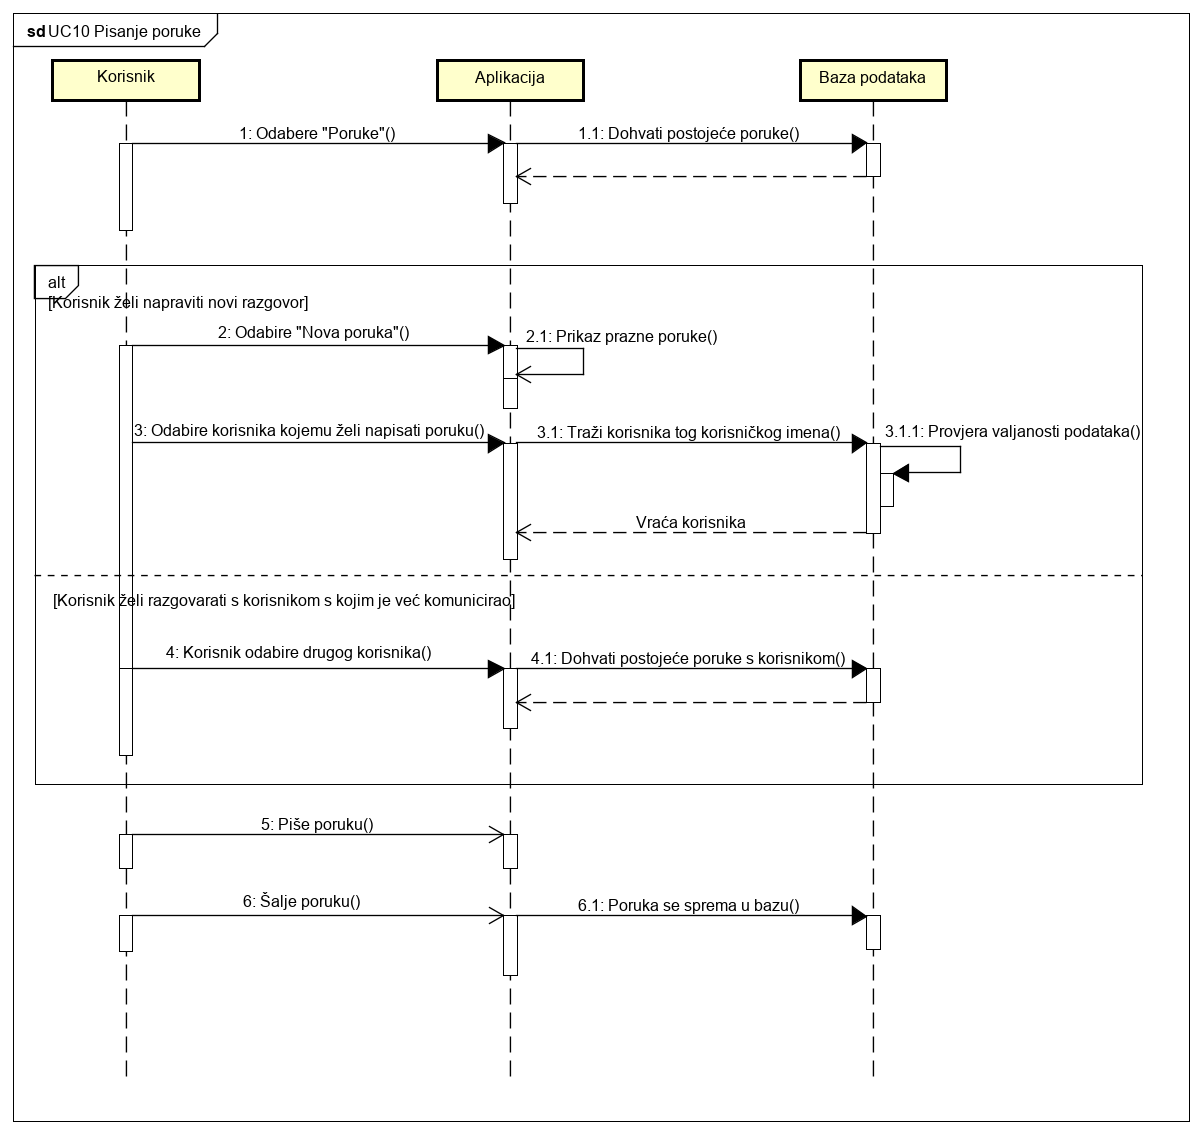 sd UC10 Pisanje poruke
Korisnik
Aplikacija
Baza podataka
1: Odabere "Poruke"()
1.1: Dohvati postojeće poruke()
alt
[Korisnik želi napraviti novi razgovor]
2: Odabire "Nova poruka"()
2.1: Prikaz prazne poruke()
3: Odabire korisnika kojemu želi napisati poruku()
3.1: Traži korisnika tog korisničkog imena()
3.1.1: Provjera valjanosti podataka()
Vraća korisnika
[Korisnik želi razgovarati s korisnikom s kojim je već komunicirao]
4: Korisnik odabire drugog korisnika()
4.1: Dohvati postojeće poruke s korisnikom()
5: Piše poruku()
6: Šalje poruku()
6.1: Poruka se sprema u bazu()